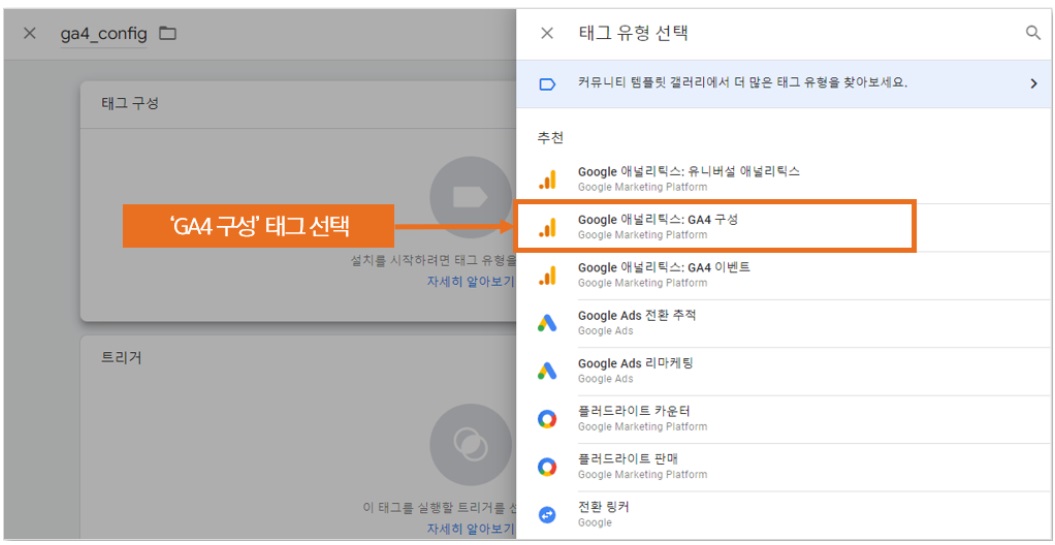 ga4_config
태그 구성
'GA4 구성' 태그 선택
설치를 시작하려면 태그 유형을
자세히 알아보기
트리거
이 태그를 실행할 트리거를
자세히 알아보기
태그 유형 선택
커뮤니티 템플릿 갤러리에서 더 많은 태그 유형을 찾아보세요.
추천
Google 애널리틱스: 유니버설 애널리틱스
Google Marketing Platform
Google 애널리틱스: GA4 구성
Google Marketing Platform
Google 애널리틱스: GA4 이벤트
Google Marketing Platform
Google Ads 전환 추적
Google Ads
Google Ads 리마케팅
Google Ads
플러드라이트 카운터
Google Marketing Platform
플러드라이트 판매
Google Marketing Platform
전환 링커
Google